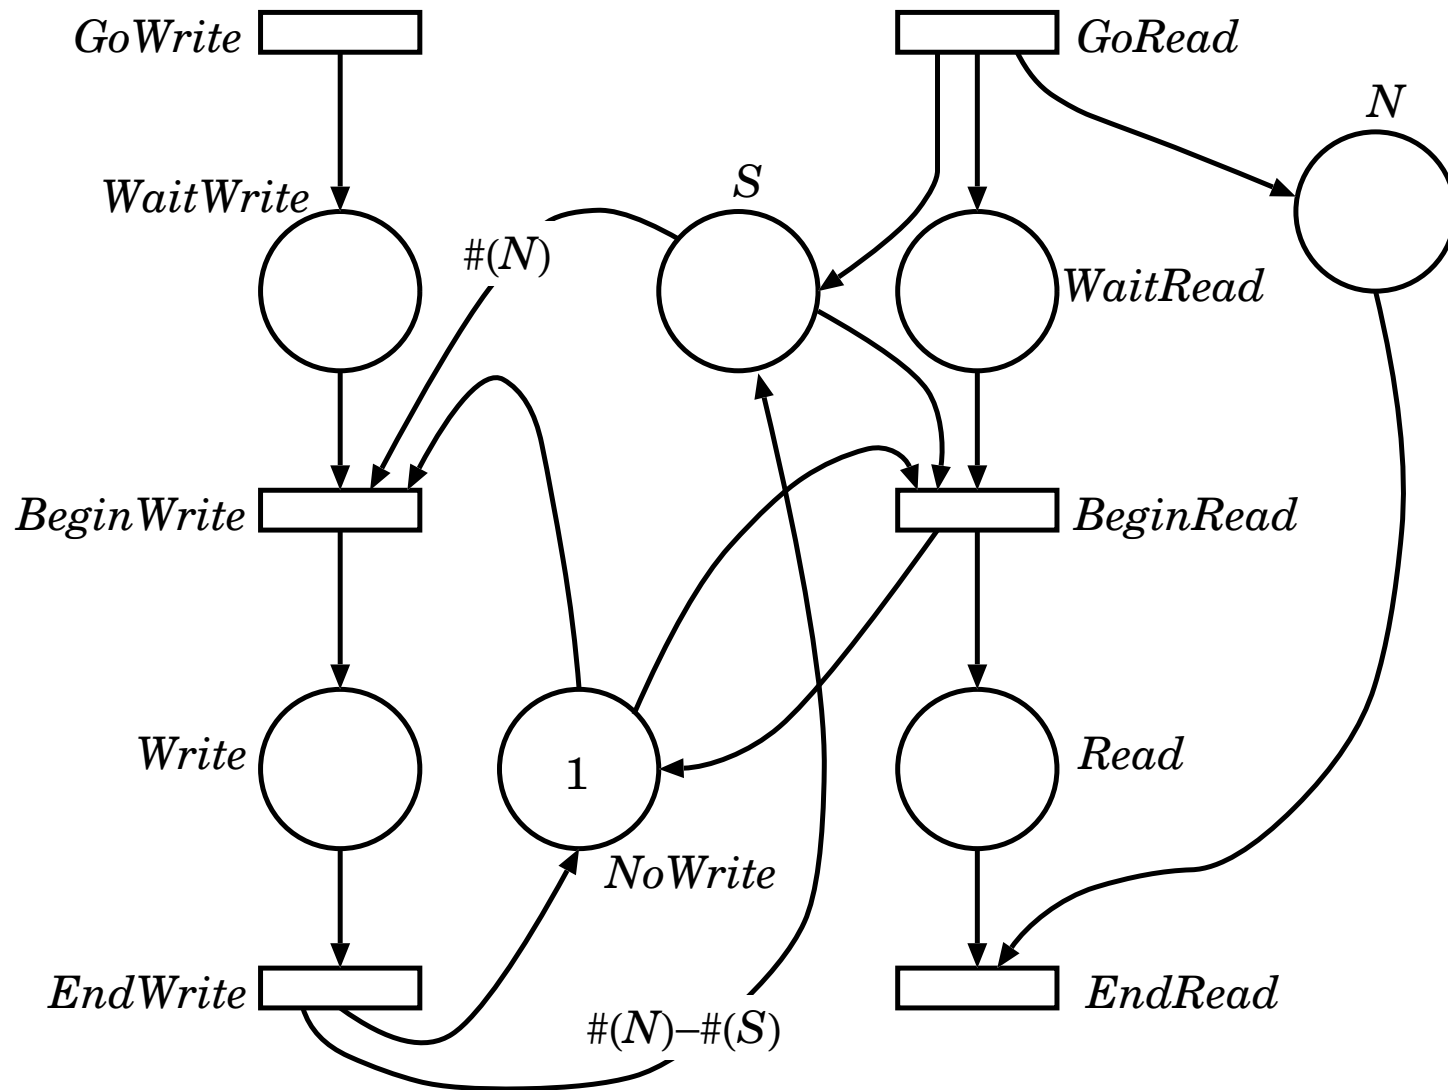 GoWrite
GoRead
N
WaitWrite
S
#(N)
WaitRead
BeginWrite
BeginRead
Write
1
Read
NoWrite
EndWrite
EndRead
#(N)–#(S)